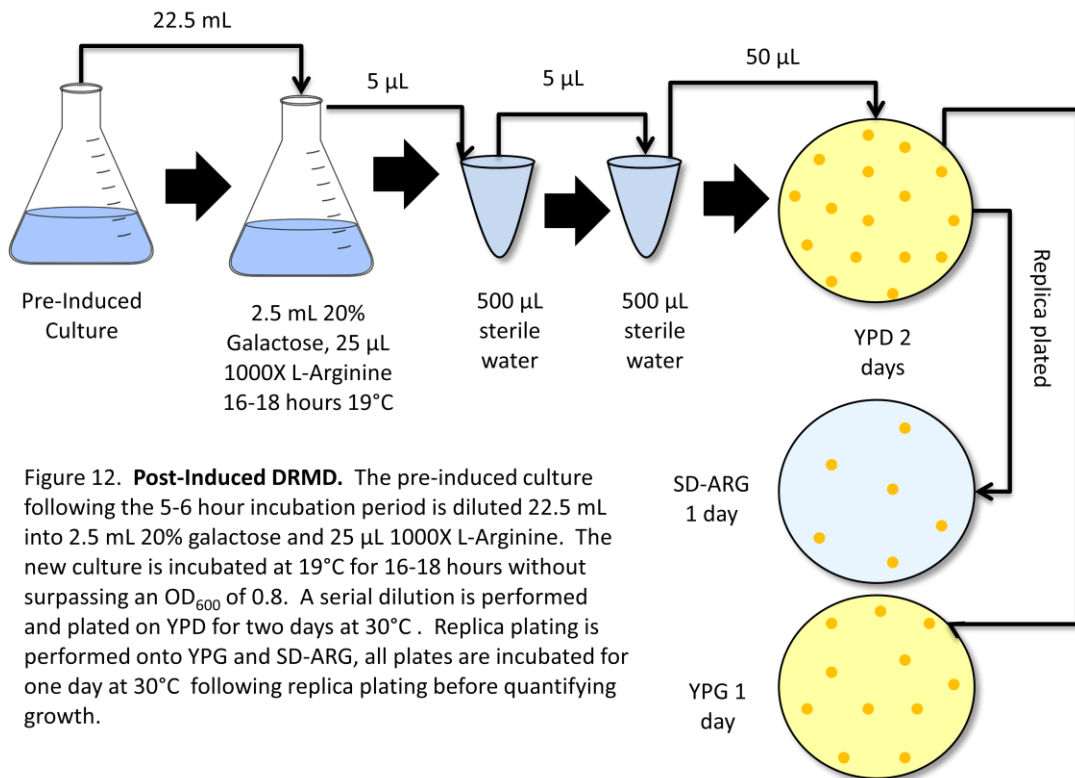 22.5 mL
5 µL
5 µL
50 µL
Pre-Induced
Culture
2.5 mL 20%
Galactose, 25 µL
1000X L-Arginine
16-18 hours 19°C
500 µL
sterile
water
500 µL
sterile
water
YPD 2
days
Replica plated
SD-ARG
1 day
YPG 1
day
Figure 12. Post-Induced DRMD. The pre-induced culture
following the 5-6 hour incubation period is diluted 22.5 mL
into 2.5 mL 20% galactose and 25 µL 1000X L-Arginine. The
new culture is incubated at 19°C for 16-18 hours without
surpassing an OD600 of 0.8. A serial dilution is performed
and plated on YPD for two days at 30°C . Replica plating is
performed onto YPG and SD-ARG, all plates are incubated for
one day at 30°C following replica plating before quantifying
growth.